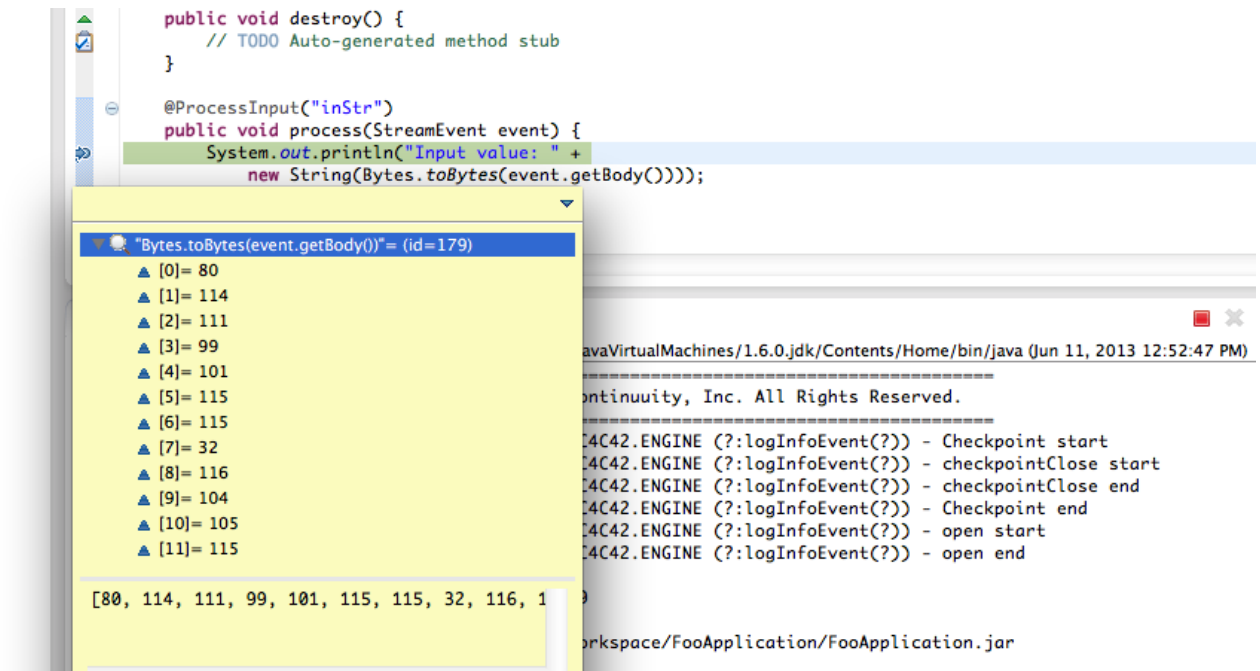 public void destroy() {
// TODO Auto-generated method stub
}
@ProcessInput("inStr")
public void process(StreamEvent event) {
System.out.println("Input value: " +
new String(Bytes.toBytes(event.getBody())));
"Bytes.toBytes(event.getBody())"= (id=179)
[0]= 80
[1]= 114
[2]= 111
[3]= 99
[4]= 101
[5]= 115
[6]= 115
[7]= 32
[8]= 116
[9]= 104
[10]= 105
[11]= 115
[80, 114, 111, 99, 101, 115, 115, 32, 116, 1
avaVirtualMachines/1.6.0.jdk/Contents/Home/bin/java (Jun 11, 2013 12:52:47 PM)
=========================================
ontinuuity, Inc. All Rights Reserved.
=========================================
C4C42.ENGINE (?:logInfoEvent(?)) - Checkpoint start
C4C42.ENGINE (?:logInfoEvent(?)) - checkpointClose start
C4C42.ENGINE (?:logInfoEvent(?)) - checkpointClose end
C4C42.ENGINE (?:logInfoEvent(?)) - Checkpoint end
C4C42.ENGINE (?:logInfoEvent(?)) - open start
C4C42.ENGINE (?:logInfoEvent(?)) - open end
orkspace/FooApplication/FooApplication.jar